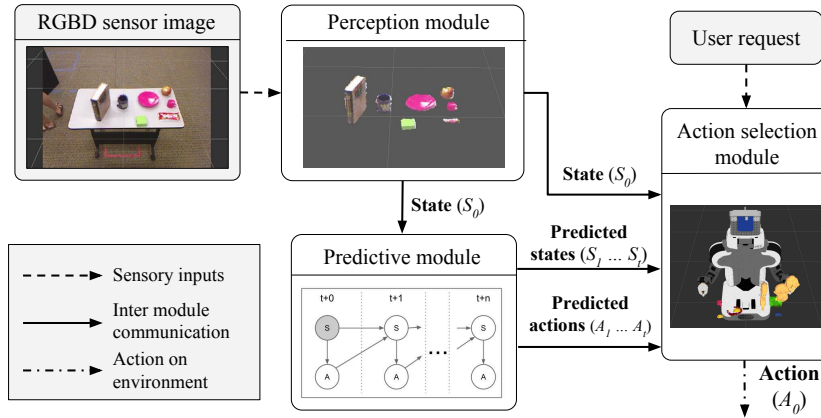 RGBD sensor image
Perception module
User request
Action selection
module
State (S0)
State (S0)
Predictive module
t+0 t+1 t+n
S S S
...
A A A
Predicted
states (S1 ... St)
Predicted
actions (A1 ... At)
Sensory inputs
Inter module
communication
Action on
environment
Action
(A0)